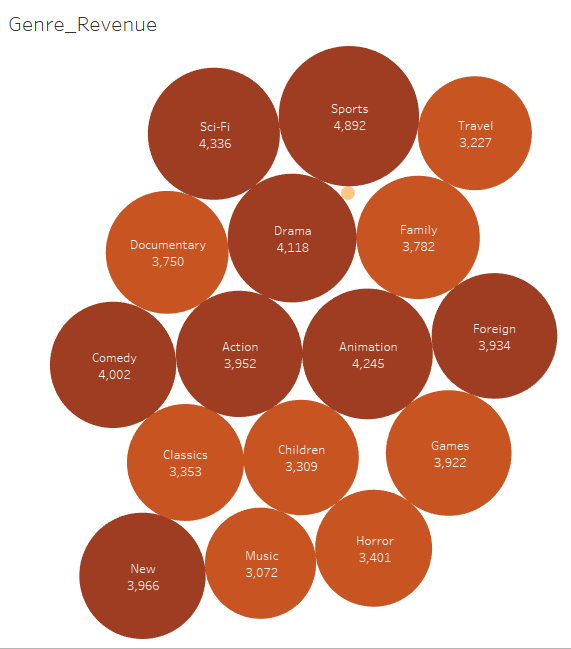 Genre_Revenue
Sports
4,892
Sci-Fi
4,336
Travel
3,227
Drama
4,118
Family
3,782
Documentary
3,750
Foreign
3,934
Action
3,952
Animation
4,245
Comedy
4,002
Classics
3,353
Children
3,309
Games
3,922
New
3,966
Music
3,072
Horror
3,401